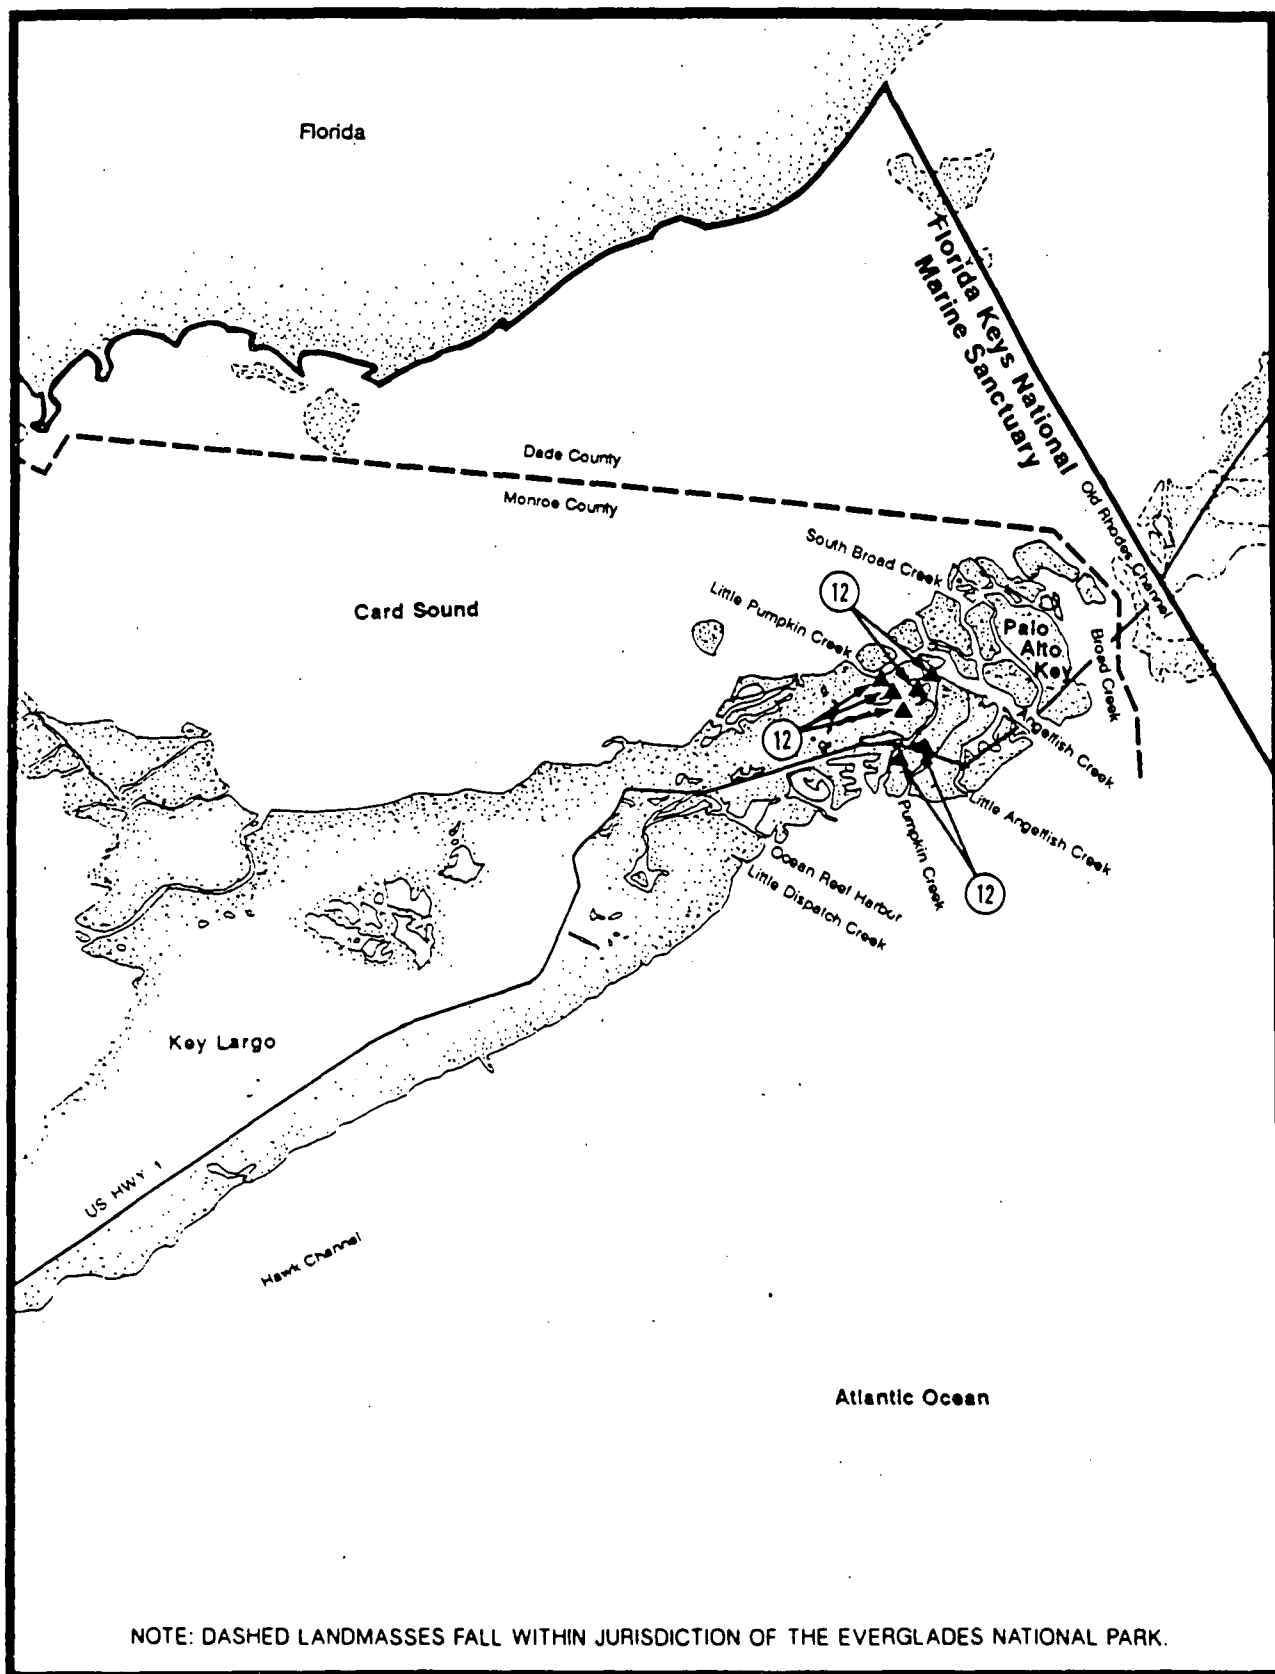 Florida
Florida Keys National
Marine Sanctuary
Dade County
Monroe County
Old Rhodes Channel
South Broad Creek
12
Little Pumpkin Creek
Card Sound
Palo
Alto
Key
Broad Creek
12
Angelfish Creek
Little Angelfish Creek
Pumpkin Creek
12
Ocean Reef Harbor
Little Dispatch Creek
Key Largo
US HWY 1
Hawk Channel
Atlantic Ocean
NOTE: DASHED LANDMASSES FALL WITHIN JURISDICTION OF THE EVERGLADES NATIONAL PARK.